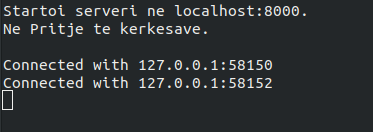 Startoi serveri ne localhost:8000.
Ne Pritje te kerkesave.
Connected with 127.0.0.1:58150
Connected with 127.0.0.1:58152